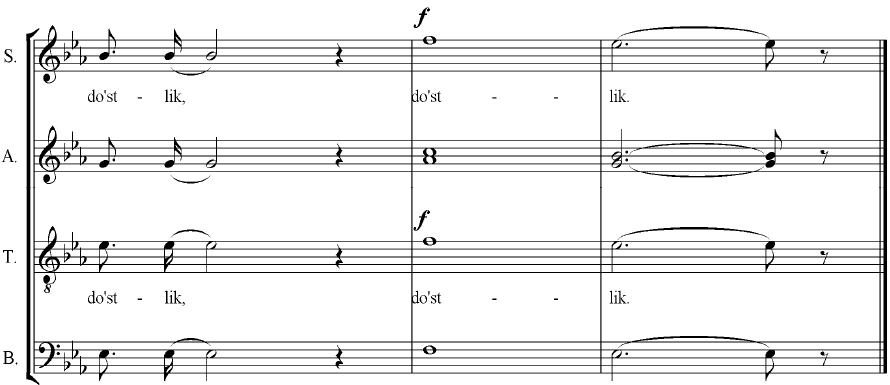 f
S.
do'st - lik, do'st - - lik.
A.
f
T.
do'st - lik, do'st - - lik.
B.